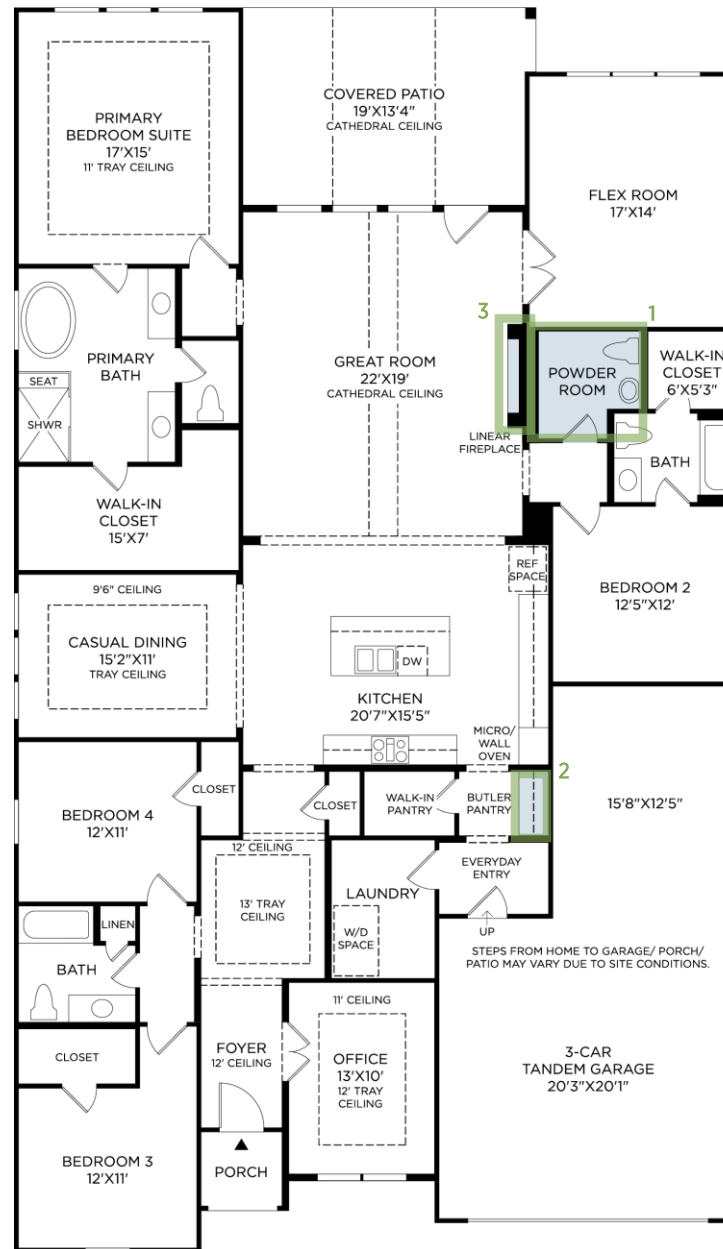 COVERED PATIO
19'X13'4"
CATHEDRAL CEILING
PRIMARY
BEDROOM SUITE
17'X15'
11' TRAY CEILING
FLEX ROOM
17'X14'
3
1
GREAT ROOM
22'X19'
CATHEDRAL CEILING
POWDER
ROOM
WALK-IN
CLOSET
6'X5'3"
PRIMARY
BATH
SEAT
SHWR
LINEAR
FIREPLACE
BATH
WALK-IN
CLOSET
15'X7'
REF
SPACE
BEDROOM 2
12'5"X12'
9'6" CEILING
CASUAL DINING
15'2"X11'
TRAY CEILING
DW
KITCHEN
20'7"X15'5"
MICRO/
WALL
OVEN
2
CLOSET
CLOSET
WALK-IN
PANTRY
BUTLER
PANTRY
15'8"X12'5"
BEDROOM 4
12'X11'
12' CEILING
13' TRAY
CEILING
LAUNDRY
EVERYDAY
ENTRY
W/D
SPACE
UP
LINEN
BATH
STEPS FROM HOME TO GARAGE/ PORCH/
PATIO MAY VARY DUE TO SITE CONDITIONS.
11' CEILING
CLOSET
FOYER
12' CEILING
OFFICE
13'X10'
12' TRAY
CEILING
3-CAR
TANDEM GARAGE
20'3"X20'1"
BEDROOM 3
12'X11'
PORCH